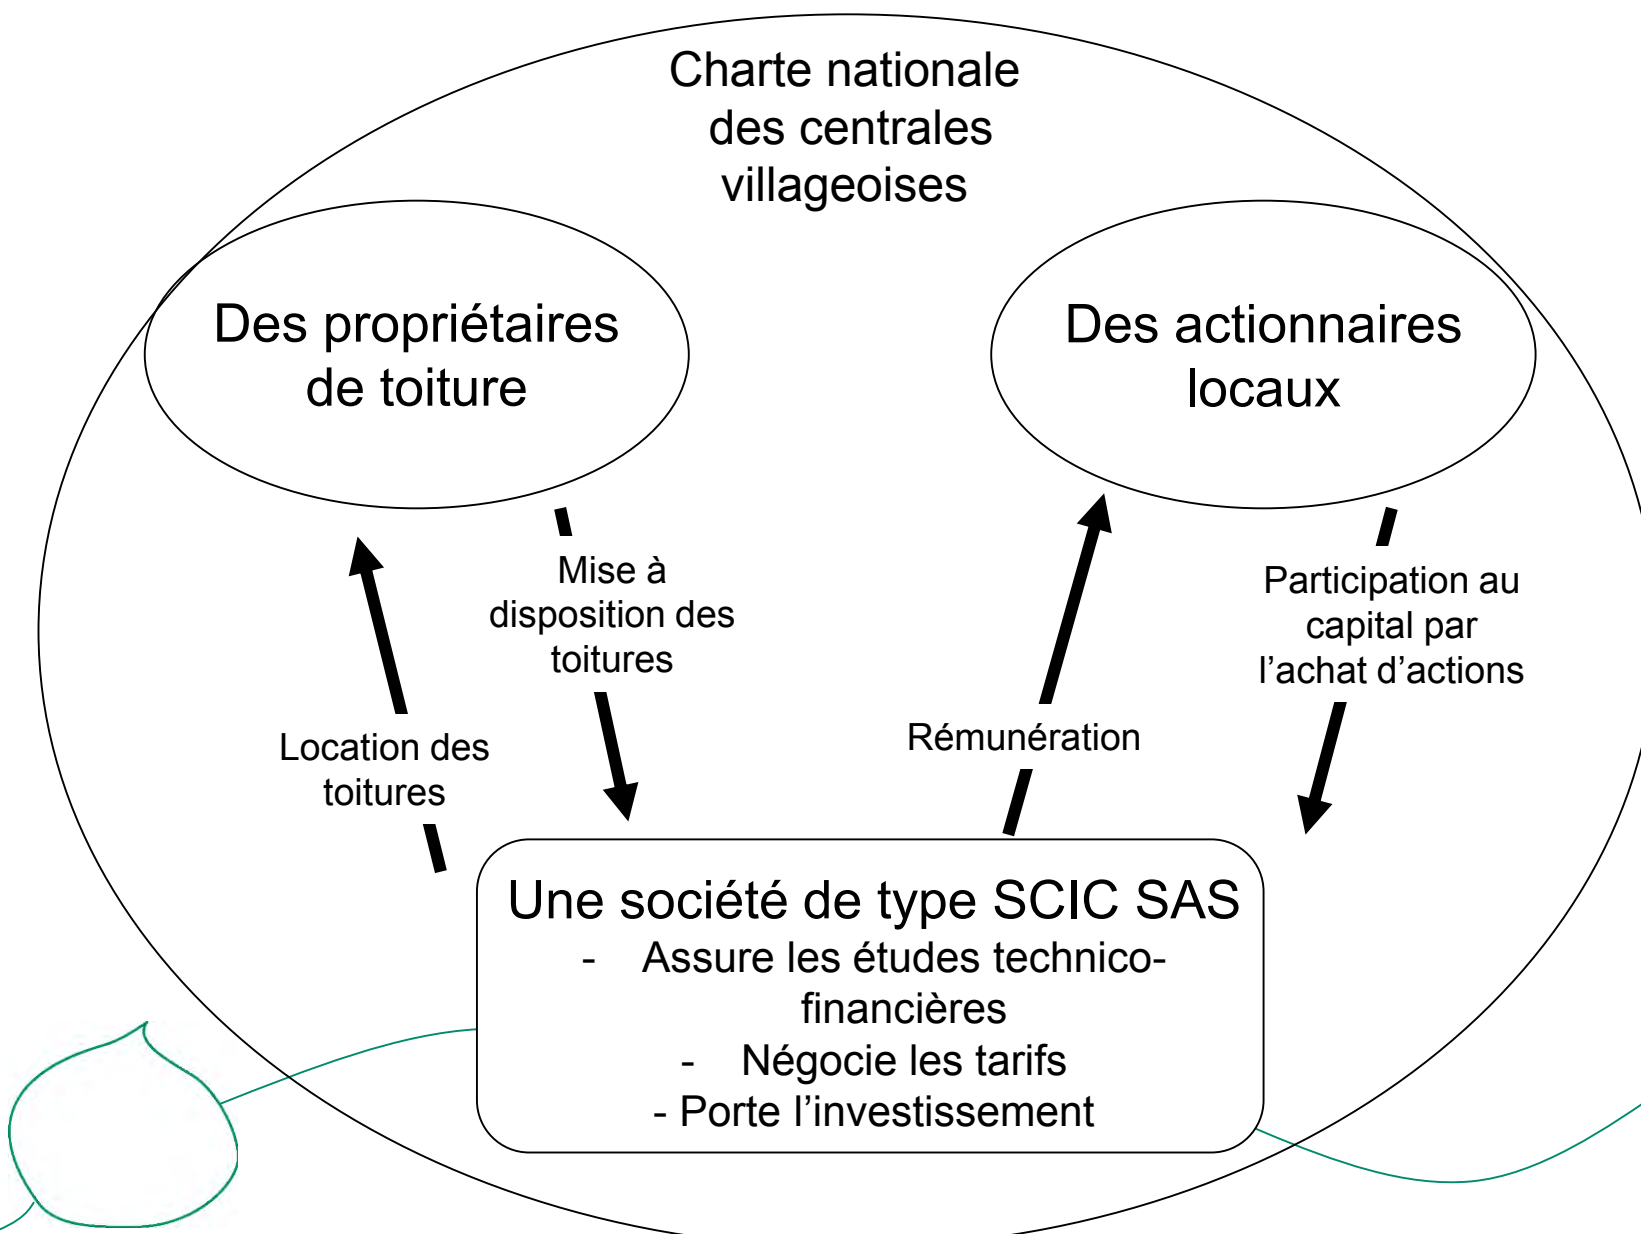 Charte nationale
des centrales
villageoises
Des propriétaires
de toiture
Des actionnaires
locaux
Mise à
disposition des
toitures
Participation au
capital par
l’achat d’actions
Location des
toitures
Rémunération
Une société de type SCIC SAS
- Assure les études technico-
financières
- Négocie les tarifs
- Porte l’investissement